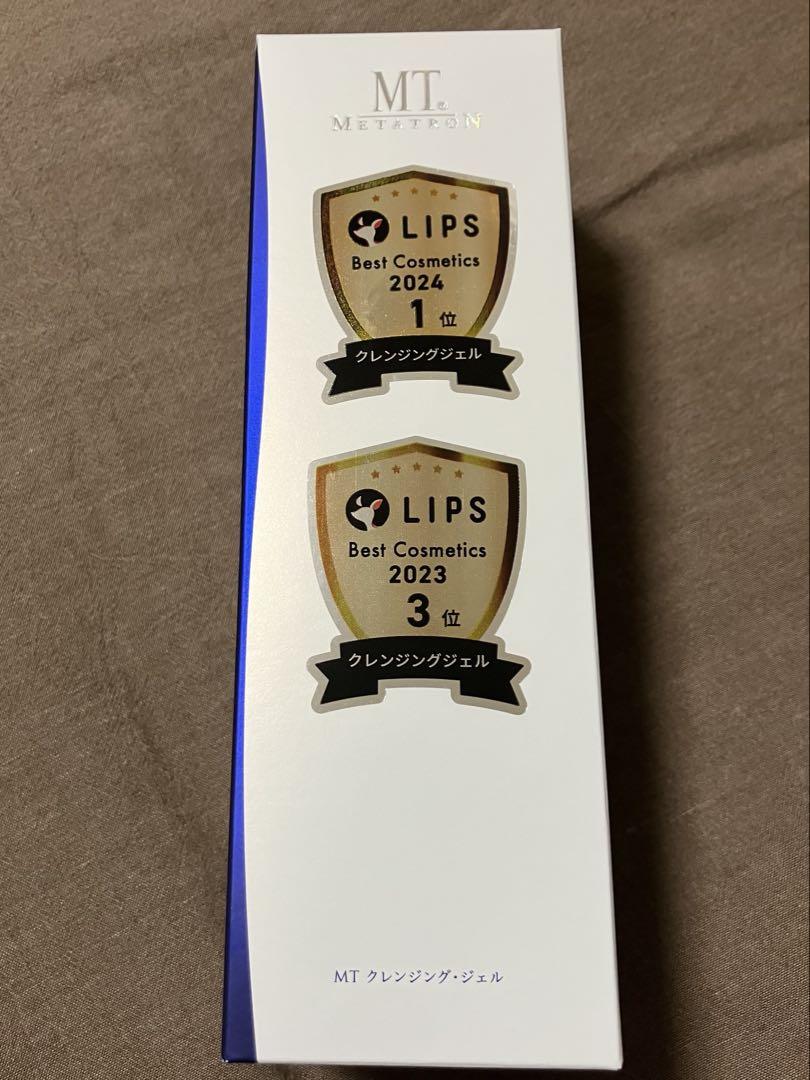 MT.
METATRON
LIPS
Best Cosmetics
2024
1位
クレンジングジェル
LIPS
Best Cosmetics
2023
3位
クレンジングジェル
MT クレンジング・ジェル